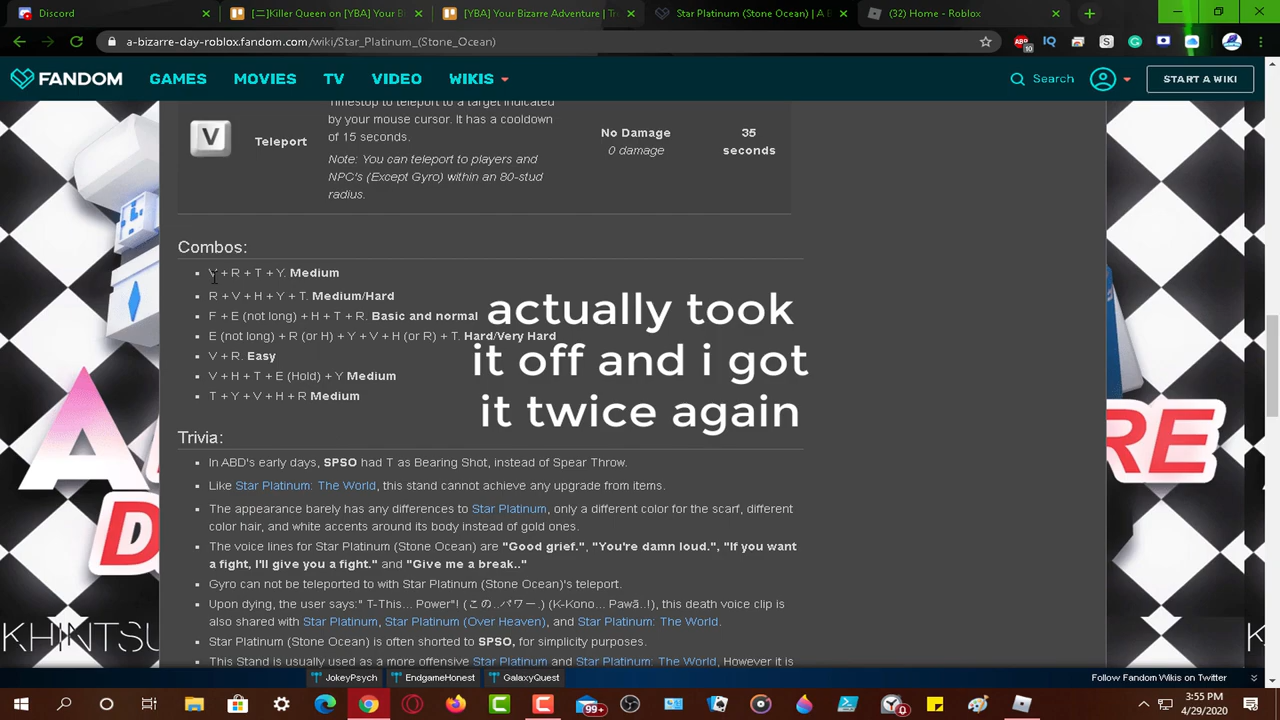 Discord
[二]Killer Queen on [YBA] Your B
[YBA] Your Bizarre Adventure | Tr
Star Platinum (Stone Ocean) | A B
(32) Home - Roblox
a-bizarre-day-roblox.fandom.com/wiki/Star_Platinum_(Stone_Ocean)
FANDOM
GAMES
MOVIES
TV
VIDEO
WIKIS
Search
START A WIKI
V
Teleport
Timestop to teleport to a target indicated
by your mouse cursor. It has a cooldown
of 15 seconds.
Note: You can teleport to players and
NPC's (Except Gyro) within an 80-stud
radius.
No Damage
0 damage
35
seconds
Combos:
V + R + T + Y. Medium
R + V + H + Y + T. Medium/Hard
F + E (not long) + H + T + R. Basic and normal
E (not long) + R (or H) + Y + V + H (or R) + T. Hard/Very Hard
V + R. Easy
V + H + T + E (Hold) + Y Medium
T + Y + V + H + R Medium
actually took
it off and i got
it twice again
Trivia:
In ABD's early days, SPSO had T as Bearing Shot, instead of Spear Throw.
Like Star Platinum: The World, this stand cannot achieve any upgrade from items.
The appearance barely has any differences to Star Platinum, only a different color for the scarf, different
color hair, and white accents around its body instead of gold ones.
The voice lines for Star Platinum (Stone Ocean) are "Good grief.", "You're damn loud.", "If you want
a fight, I'll give you a fight." and "Give me a break.."
Gyro can not be teleported to with Star Platinum (Stone Ocean)'s teleport.
Upon dying, the user says:" T-This... Power"! (この..パワー.) (K-Kono... Pawā..!), this death voice clip is
also shared with Star Platinum, Star Platinum (Over Heaven), and Star Platinum: The World.
Star Platinum (Stone Ocean) is often shorted to SPSO, for simplicity purposes.
This Stand is usually used as a more offensive Star Platinum and Star Platinum: The World, However it is
A
D
RE
KHINTSU
JokeyPsych
EndgameHonest
GalaxyQuest
Follow Fandom Wikis on Twitter
99+
3:55 PM
4/29/2020